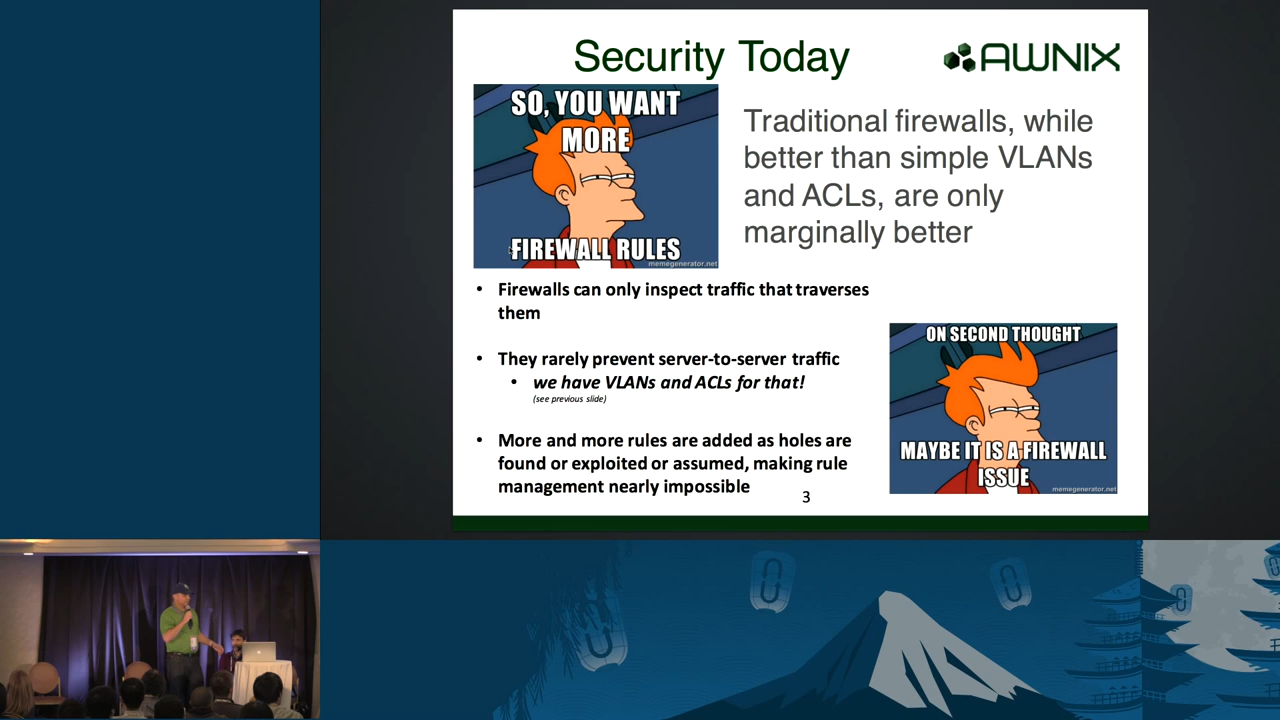 Security Today
AWNIX
SO, YOU WANT
MORE
FIREWALL RULES
memegenerator.net
Traditional firewalls, while
better than simple VLANs
and ACLs, are only
marginally better
• Firewalls can only inspect traffic that traverses
them
• They rarely prevent server-to-server traffic
• we have VLANs and ACLs for that!
(see previous slide)
• More and more rules are added as holes are
found or exploited or assumed, making rule
management nearly impossible
ON SECOND THOUGHT
MAYBE IT IS A FIREWALL
ISSUE
memegenerator.net
3